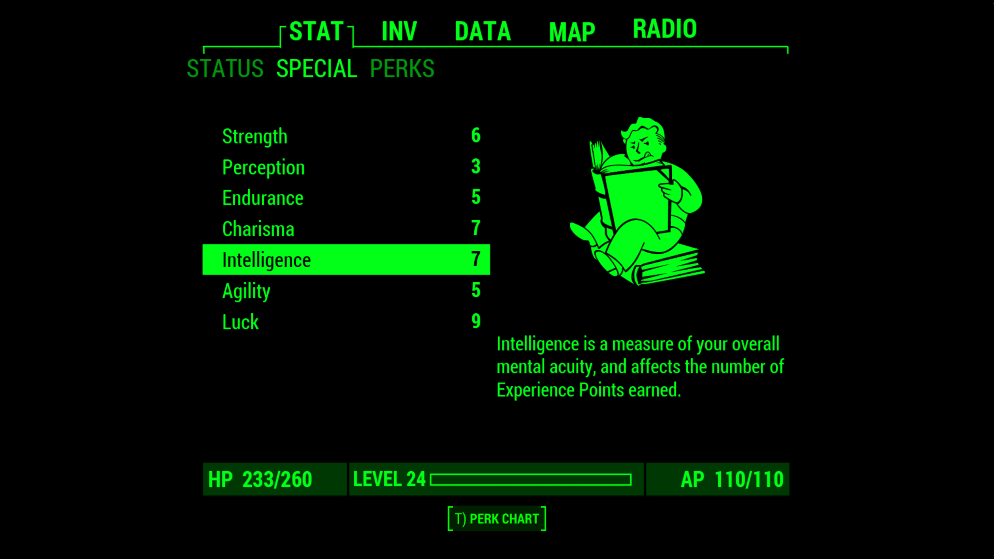 STAT INV DATA MAP RADIO
STATUS SPECIAL PERKS
Strength 6
Perception 3
Endurance 5
Charisma 7
Intelligence 7
Agility 5
Luck 9
Intelligence is a measure of your overall
mental acuity, and affects the number of
Experience Points earned.
HP 233/260 LEVEL 24 AP 110/110
T) PERK CHART